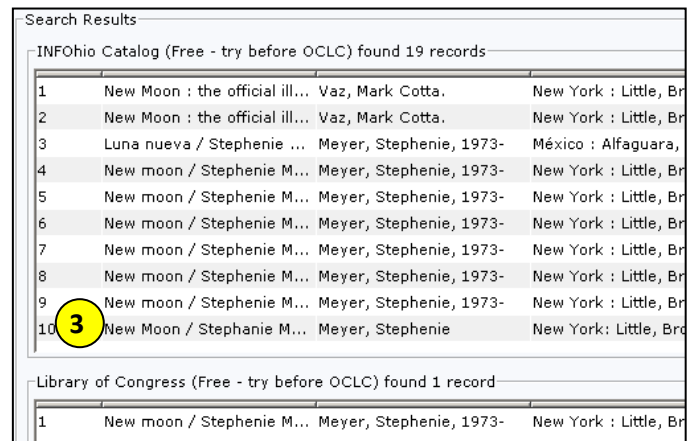 Search Results
INFOhio Catalog (Free - try before OCLC) found 19 records
1 New Moon : the official ill... Vaz, Mark Cotta. New York : Little, Br
2 New Moon : the official ill... Vaz, Mark Cotta. New York : Little, Br
3 Luna nueva / Stephenie ... Meyer, Stephenie, 1973- México : Alfaguara,
4 New moon / Stephenie M... Meyer, Stephenie, 1973- New York : Little, Br
5 New moon / Stephenie M... Meyer, Stephenie, 1973- New York : Little, Br
6 New moon / Stephenie M... Meyer, Stephenie, 1973- New York : Little, Br
7 New moon / Stephenie M... Meyer, Stephenie, 1973- New York : Little, Br
8 New moon / Stephenie M... Meyer, Stephenie, 1973- New York : Little, Br
9 New moon / Stephenie M... Meyer, Stephenie, 1973- New York : Little, Br
10 3 New Moon / Stephanie M... Meyer, Stephenie New York: Little, Bro
Library of Congress (Free - try before OCLC) found 1 record
1 New moon / Stephenie M... Meyer, Stephenie, 1973- New York : Little, Br